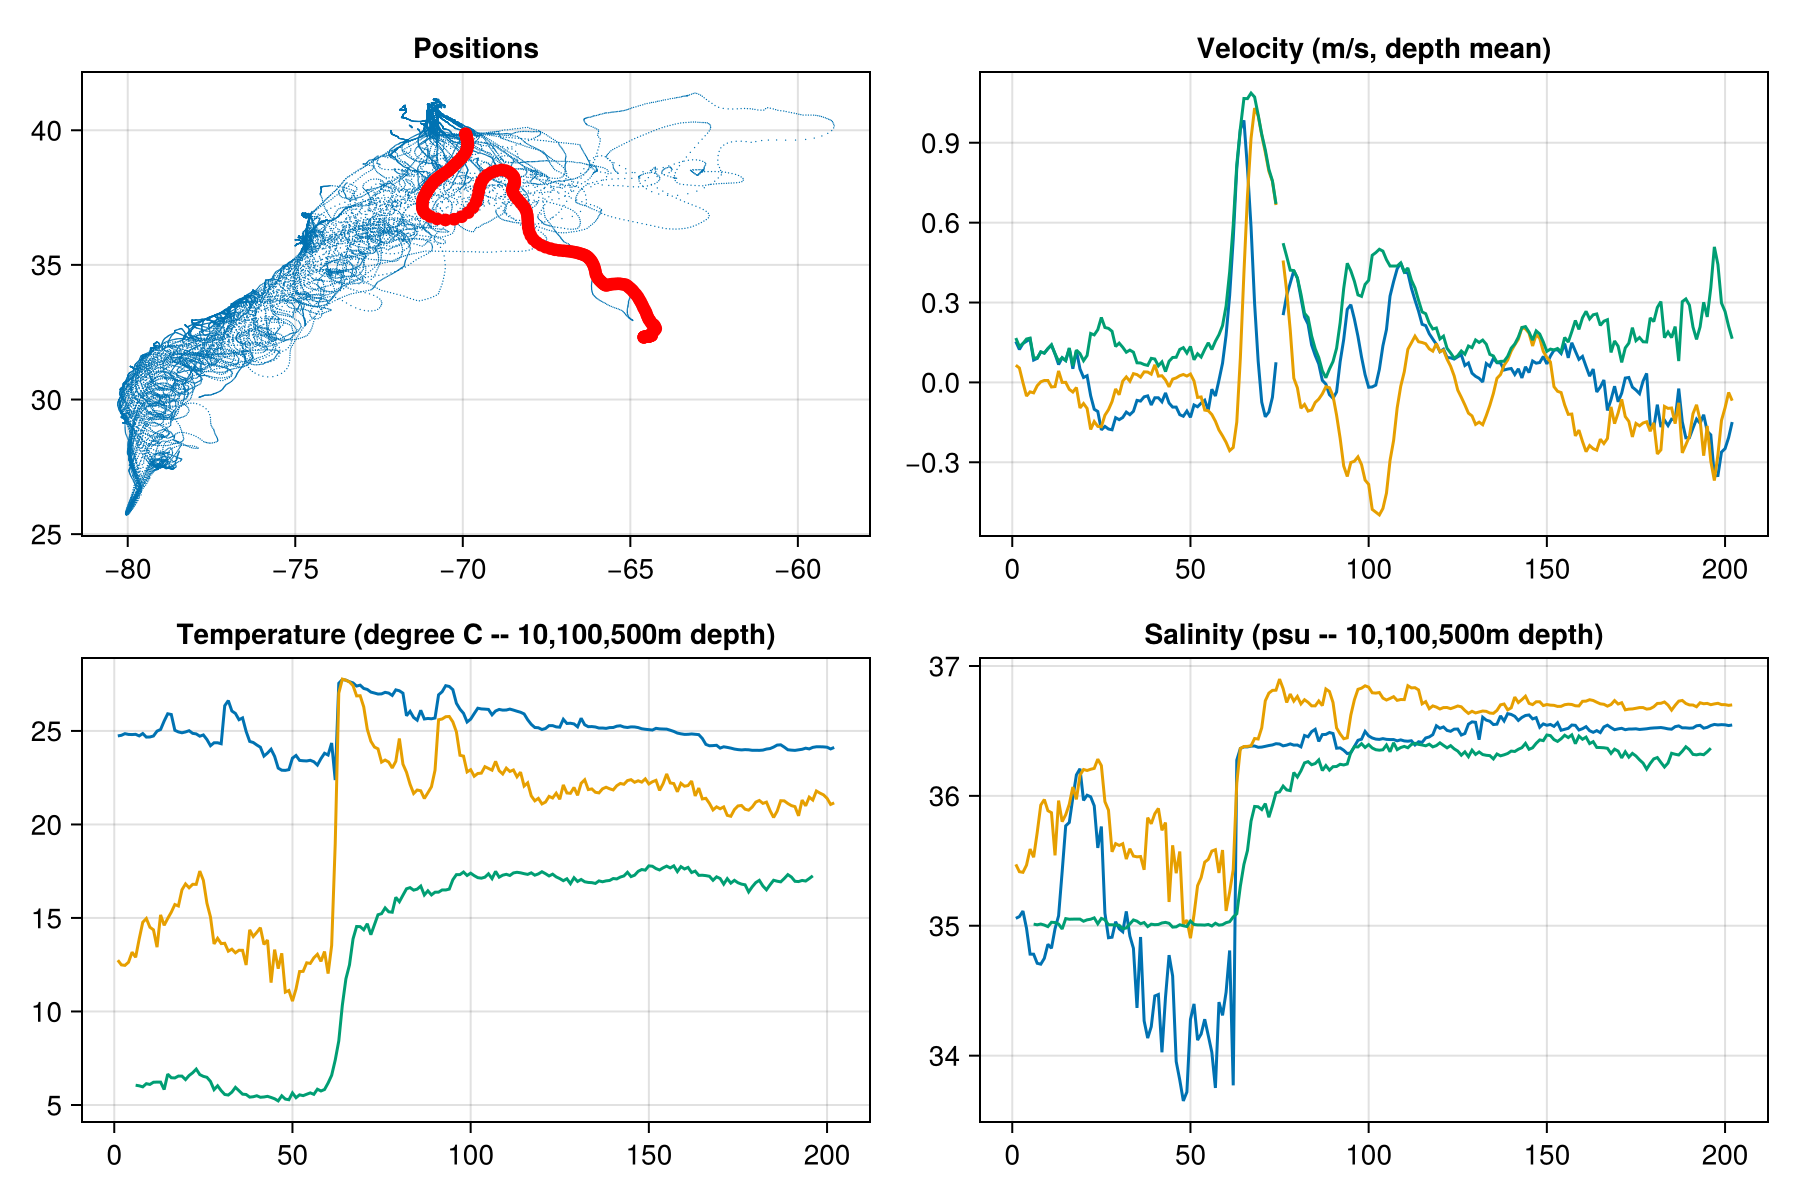 Positions
40
35
30
25
−80 −75 −70 −65 −60
Velocity (m/s, depth mean)
0.9
0.6
0.3
0.0
−0.3
0 50 100 150 200
Temperature (degree C -- 10,100,500m depth)
25
20
15
10
5
0 50 100 150 200
Salinity (psu -- 10,100,500m depth)
37
36
35
34
0 50 100 150 200